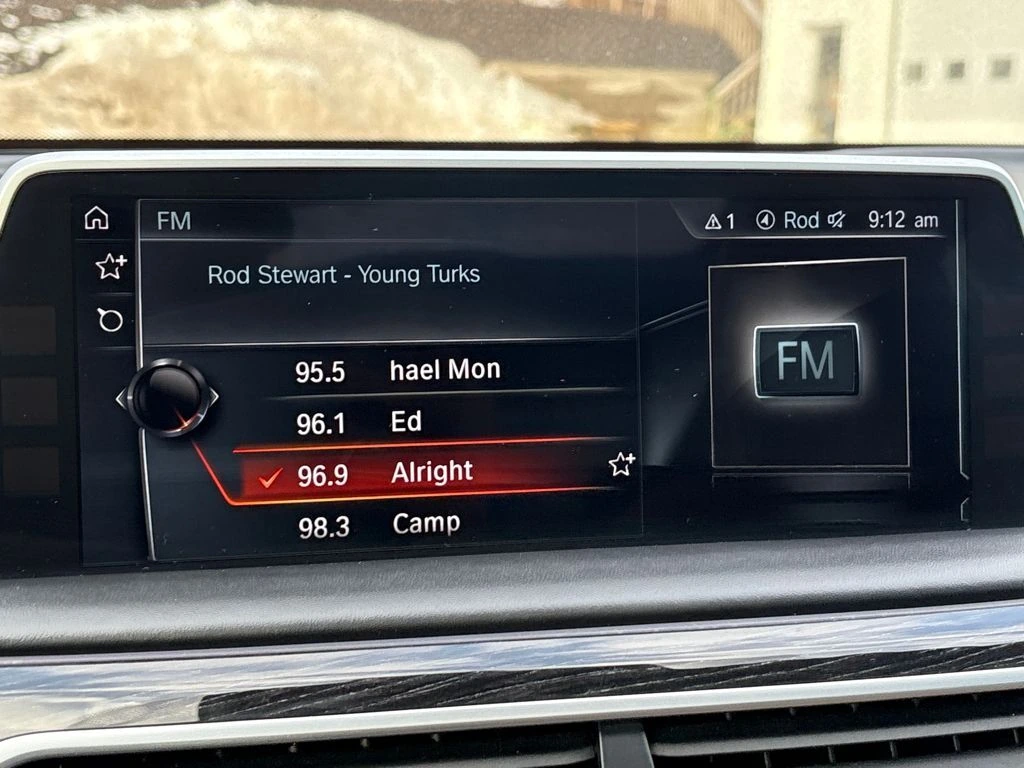 FM
1 Rod 9:12 am
Rod Stewart - Young Turks
95.5 hael Mon
96.1 Ed
96.9 Alright
98.3 Camp
FM